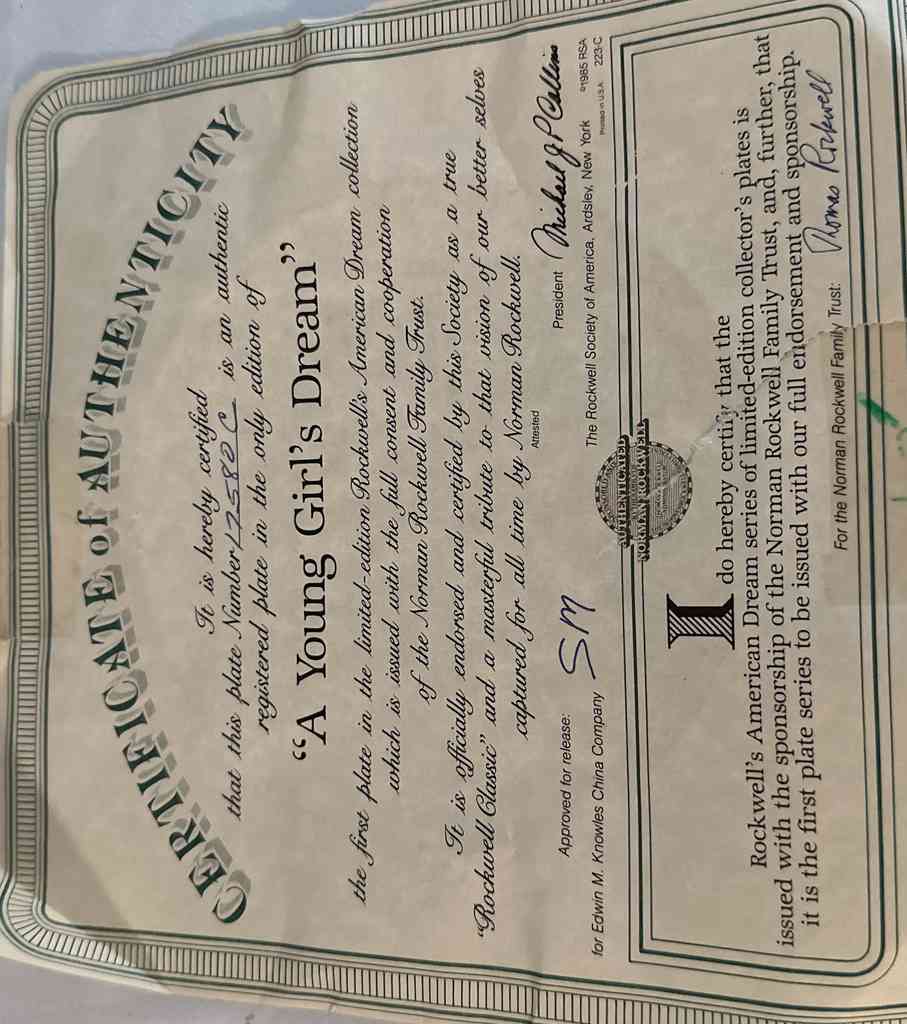 CERTIFICATE of AUTHENTICITY
It is hereby certified
that this plate Number 12580 C is an authentic
registered plate in the only edition of
“A Young Girl's Dream”
the first plate in the limited-edition Rockwell's American Dream collection
which is issued with the full consent and cooperation
of the Norman Rockwell Family Trust.
It is officially endorsed and certified by this Society as a true
“Rockwell Classic” and a masterful tribute to that vision of our better selves
captured for all time by Norman Rockwell.
Attested
Approved for release:
SM
for Edwin M. Knowles China Company
President Michael J P Collins
The Rockwell Society of America, Ardsley, New York
©1985 RSA
Printed in U.S.A. 223-C
AUTHENTICATED
NORMAN ROCKWELL
I do hereby certify that the
Rockwell's American Dream series of limited-edition collector's plates is
issued with the sponsorship of the Norman Rockwell Family Trust, and, further, that
it is the first plate series to be issued with our full endorsement and sponsorship.
For the Norman Rockwell Family Trust: Thomas Rockwell